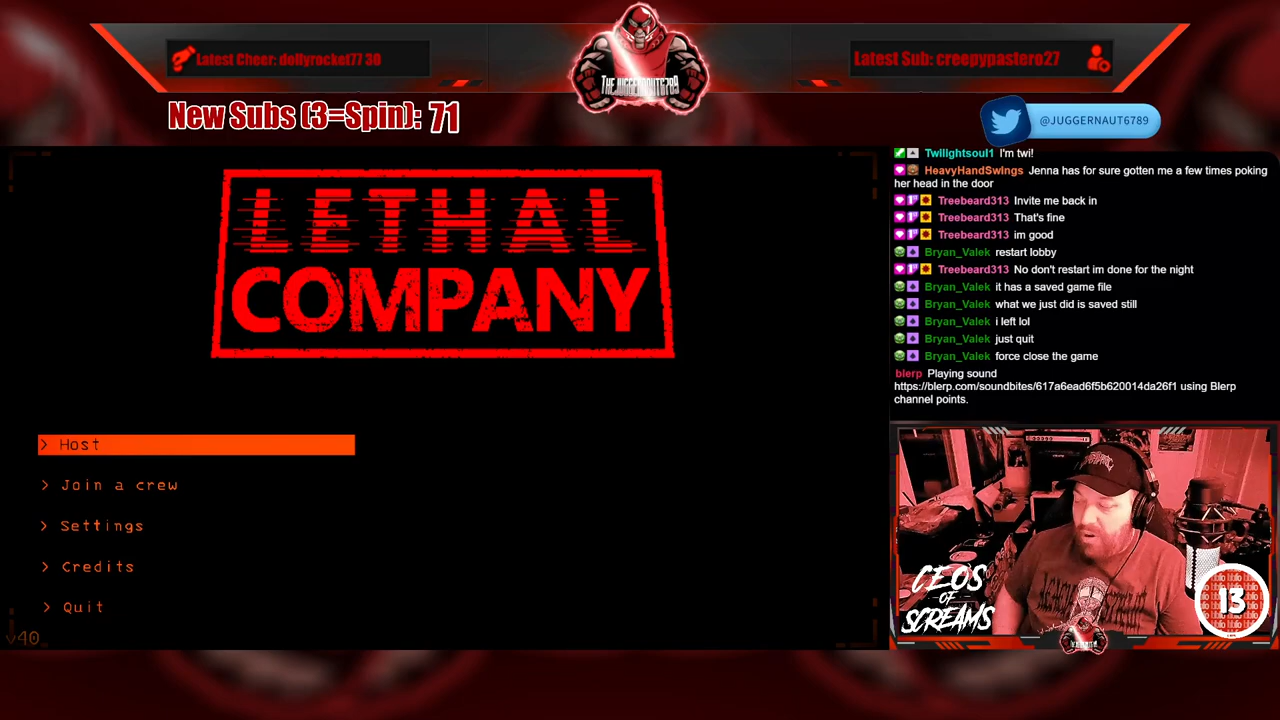 Latest Cheer: dollyrocket77 30
THEJUGGERNAUT6789
Latest Sub: creepypastero27
New Subs (3=Spin): 71
@JUGGERNAUT6789
LETHAL
COMPANY
> Host
> Join a crew
> Settings
> Credits
> Quit
v40
Twilightsoul1 I'm twi!
HeavyHandSwings Jenna has for sure gotten me a few times poking
her head in the door
Treebeard313 Invite me back in
Treebeard313 That's fine
Treebeard313 im good
Bryan_Valek restart lobby
Treebeard313 No don't restart im done for the night
Bryan_Valek it has a saved game file
Bryan_Valek what we just did is saved still
Bryan_Valek i left lol
Bryan_Valek just quit
Bryan_Valek force close the game
blerp Playing sound
https://blerp.com/soundbites/617a6ead6f5b620014da26f1 using Blerp
channel points.
CEOS
OF
SCREAMS
13